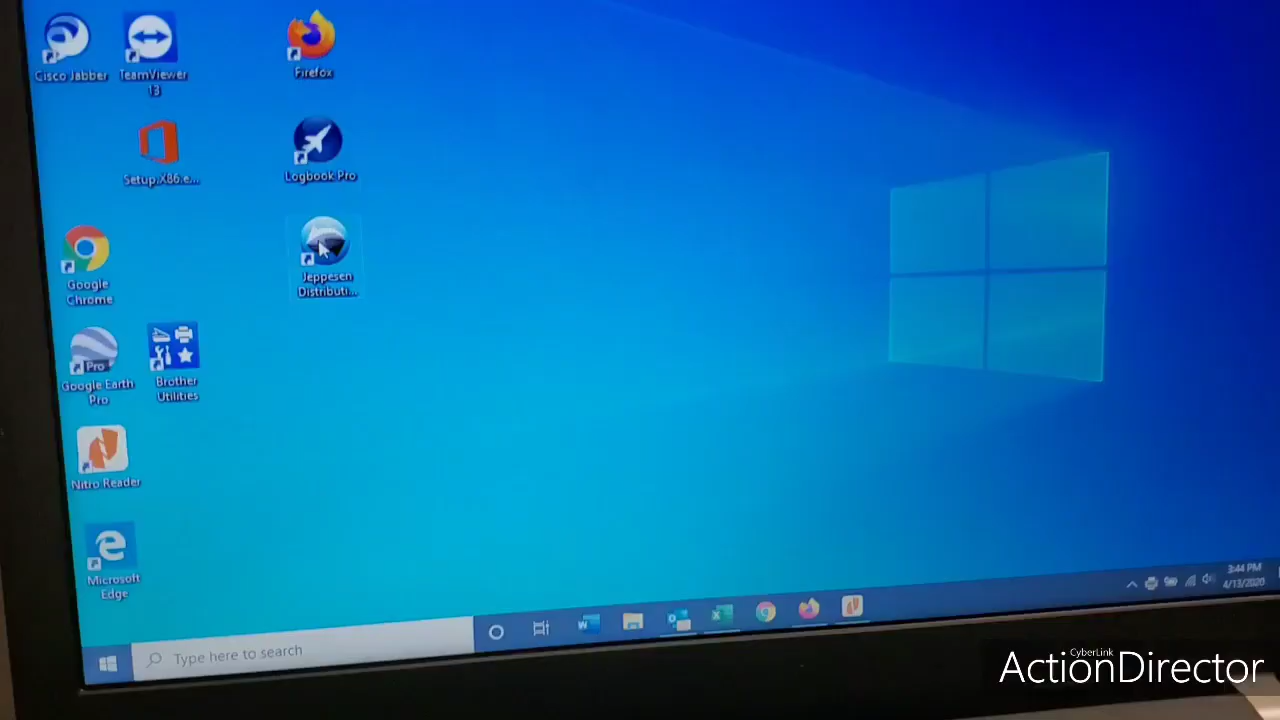 Cisco Jabber
TeamViewer
13
Firefox
Setup.X86.e...
Logbook Pro
Google
Chrome
Jeppesen
Distributi...
Pro
Google Earth
Pro
Brother
Utilities
Nitro Reader
Microsoft
Edge
Type here to search
3:44 PM
4/13/2020
CyberLink
ActionDirector